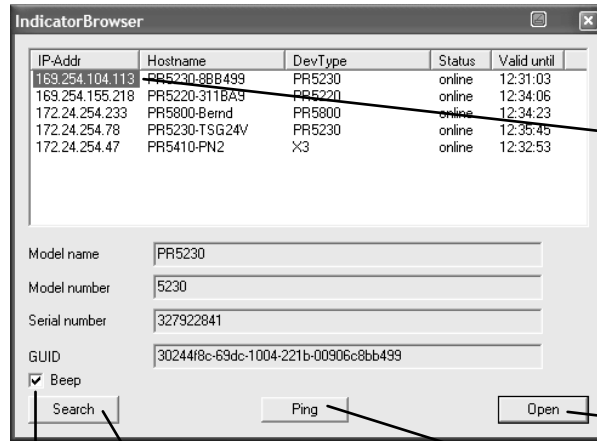 IndicatorBrowser
IP-Addr Hostname DevType Status Valid until
169.254.104.113 PR5230-8BB499 PR5230 online 12:31:03
169.254.155.218 PR5220-311BA9 PR5220 online 12:34:06
172.24.254.233 PR5800-Bernd PR5800 online 12:34:23
172.24.254.78 PR5230-TSG24V PR5230 online 12:35:45
172.24.254.47 PR5410-PN2 X3 online 12:32:53
Model name PR5230
Model number 5230
Serial number 327922841
GUID 30244f8c-69dc-1004-221b-00906c8bb499
Beep
Search Ping Open